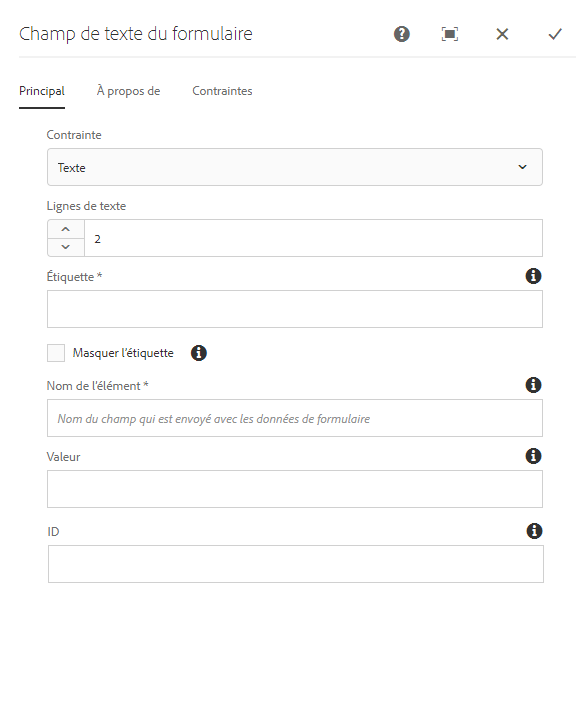 Champ de texte du formulaire
Principal À propos de Contraintes
Contrainte
Texte
Lignes de texte
2
Étiquette *
Masquer l'étiquette
Nom de l'élément *
Nom du champ qui est envoyé avec les données de formulaire
Valeur
ID